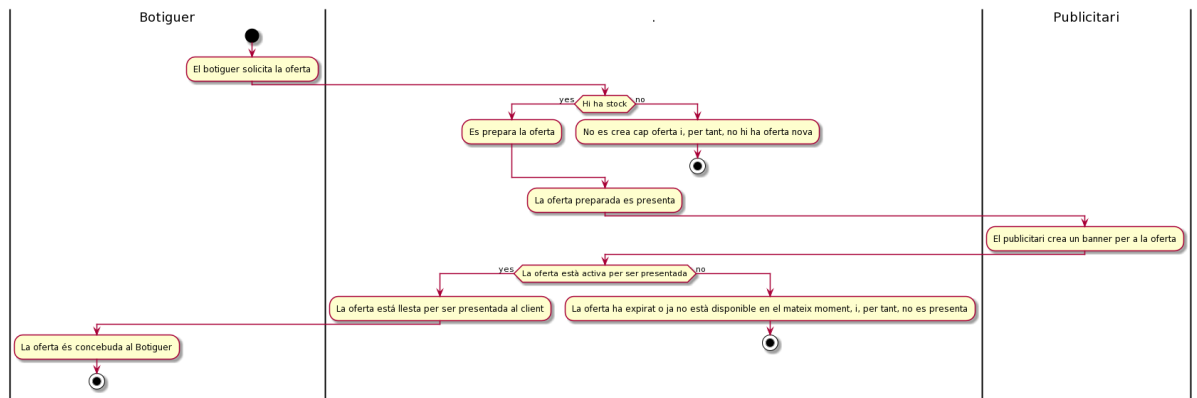 Botiguer
.
Publicitari
El botiguer solicita la oferta
yes
Hi ha stock
no
Es prepara la oferta
No es crea cap oferta i, per tant, no hi ha oferta nova
La oferta preparada es presenta
El publicitari crea un banner per a la oferta
yes
La oferta està activa per ser presentada
no
La oferta está llesta per ser presentada al client
La oferta ha expirat o ja no està disponible en el mateix moment, i, per tant, no es presenta
La oferta és concebuda al Botiguer